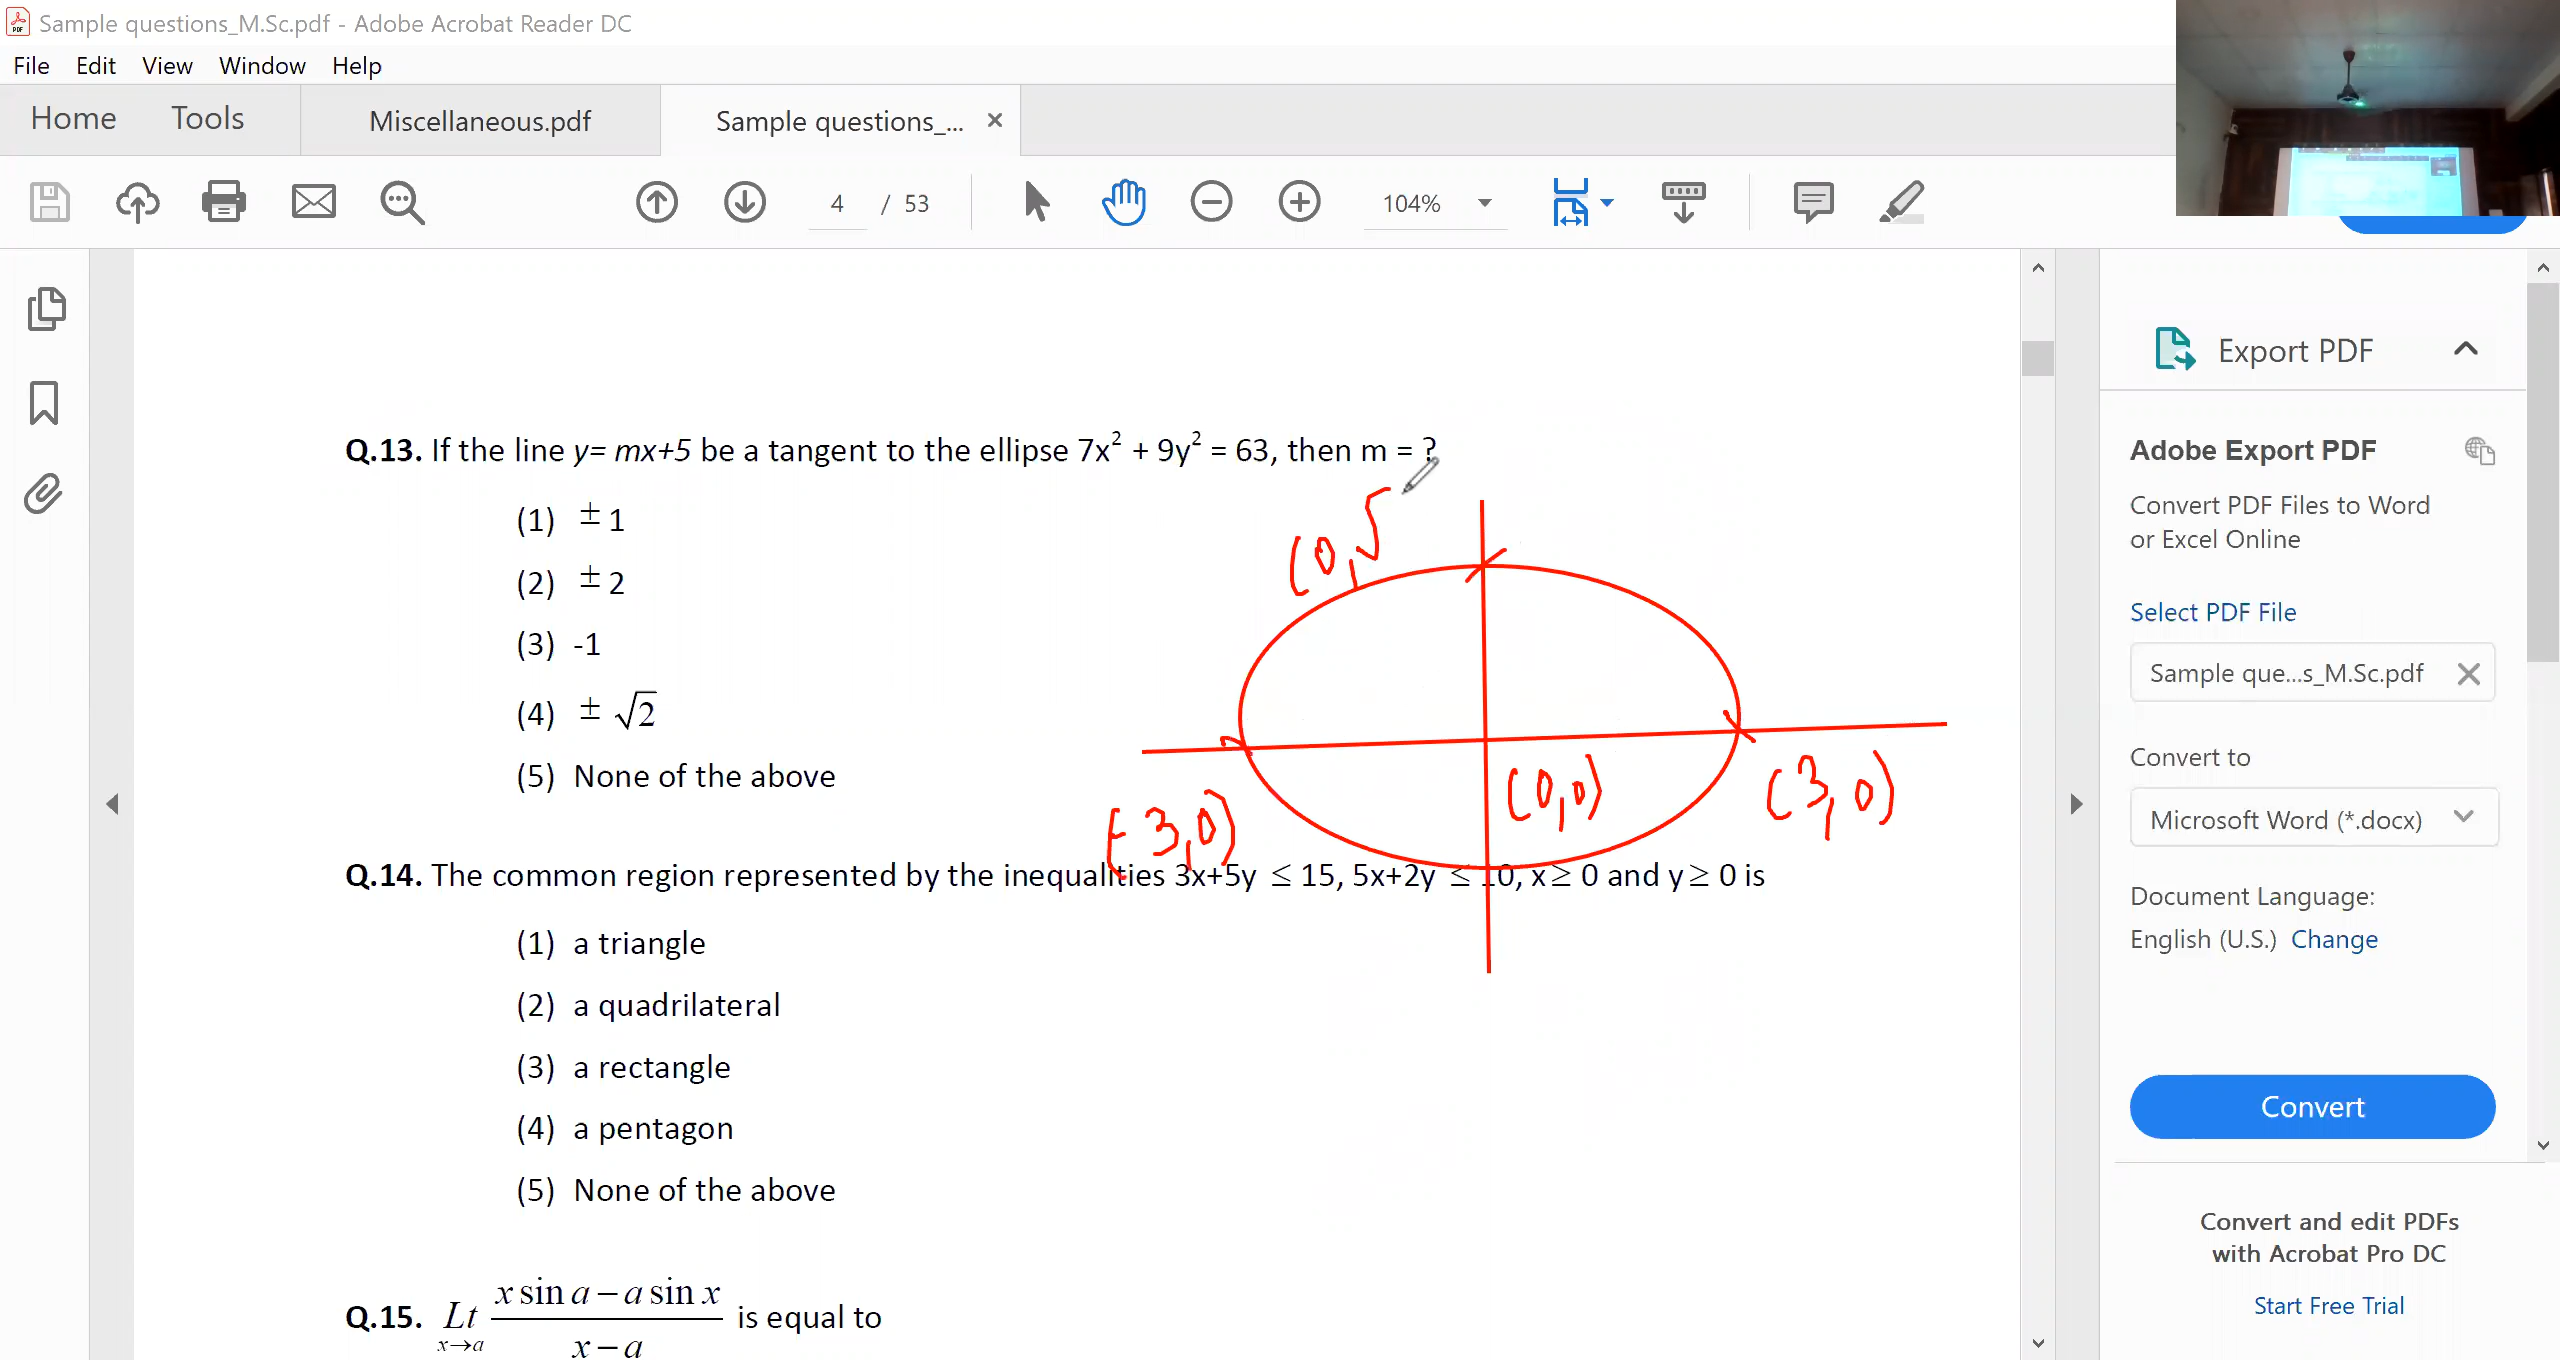 Sample questions_M.Sc.pdf - Adobe Acrobat Reader DC
File Edit View Window Help
Home Tools Miscellaneous.pdf Sample questions_... ×
4 / 53 104%
Q.13. If the line y= mx+5 be a tangent to the ellipse 7x² + 9y² = 63, then m = ?
(1) ± 1
(2) ± 2
(3) -1
(4) ± √2
(5) None of the above
(0,√
(0,0)
(3,0)
(-3,0)
Q.14. The common region represented by the inequalities 3x+5y ≤ 15, 5x+2y ≤ 10, x≥ 0 and y≥ 0 is
(1) a triangle
(2) a quadrilateral
(3) a rectangle
(4) a pentagon
(5) None of the above
Q.15. Lt x→a (x sin a – a sin x)/(x – a) is equal to
Export PDF
Adobe Export PDF
Convert PDF Files to Word
or Excel Online
Select PDF File
Sample que...s_M.Sc.pdf
Convert to
Microsoft Word (*.docx)
Document Language:
English (U.S.) Change
Convert
Convert and edit PDFs
with Acrobat Pro DC
Start Free Trial